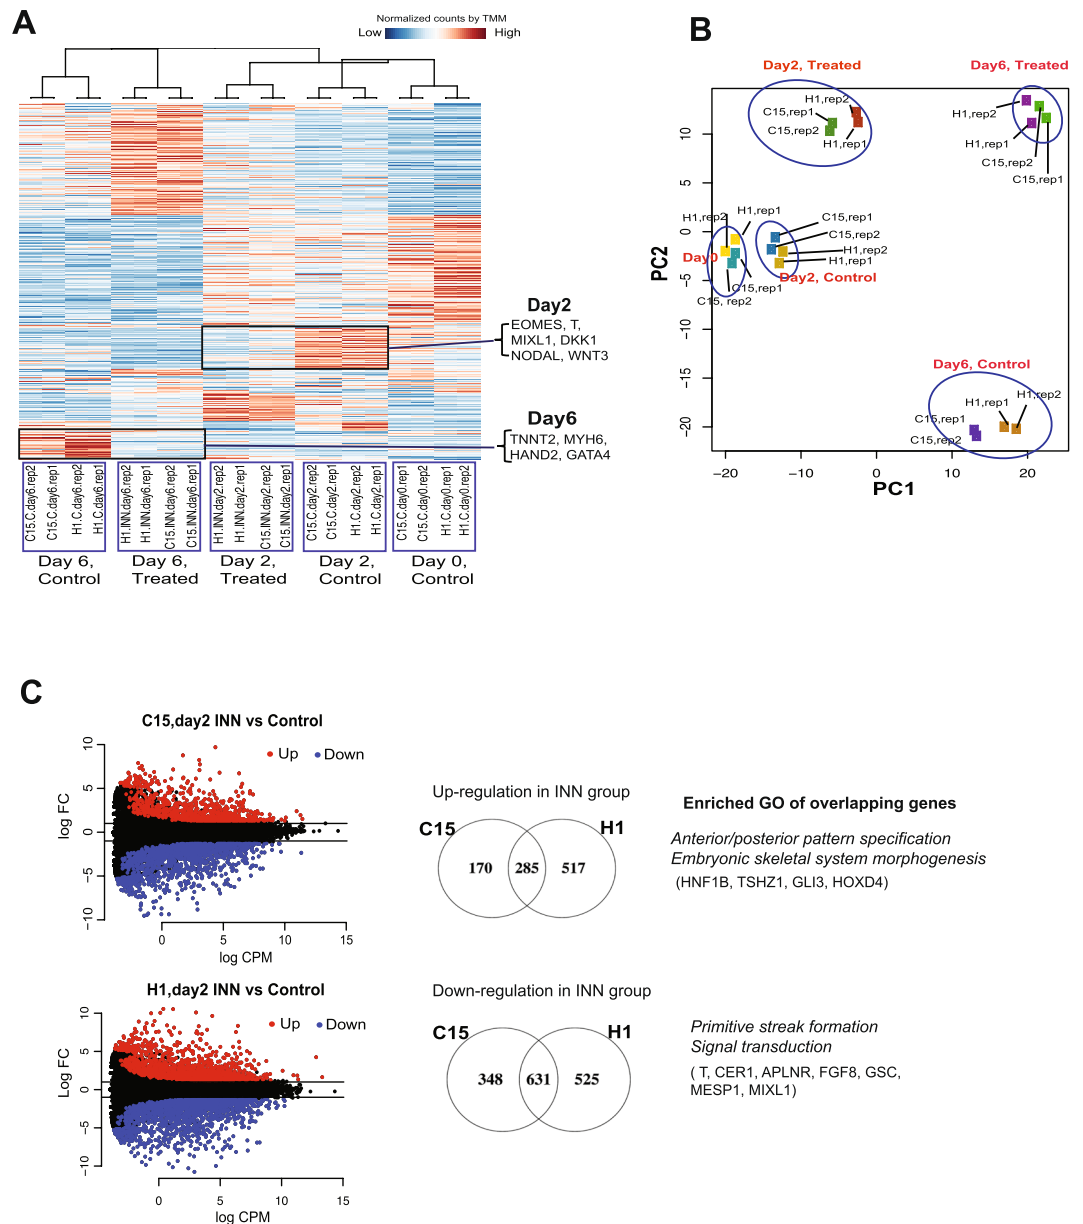 A
Normalized counts by TMM
Low
High
Day2
EOMES, T,
MIXL1, DKK1
NODAL, WNT3
Day6
TNNT2, MYH6,
HAND2, GATA4
C15.C.day6.rep2
C15.C.day6.rep1
H1.C.day6.rep2
H1.C.day6.rep1
H1.INN.day6.rep2
H1.INN.day6.rep1
C15.INN.day6.rep2
C15.INN.day6.rep1
H1.INN.day2.rep2
H1.INN.day2.rep1
C15.INN.day2.rep2
C15.INN.day2.rep1
C15.C.day2.rep2
C15.C.day2.rep1
H1.C.day2.rep2
H1.C.day2.rep1
C15.C.day0.rep1
C15.C.day0.rep2
H1.C.day0.rep1
H1.C.day0.rep2
Day 6,
Control
Day 6,
Treated
Day 2,
Treated
Day 2,
Control
Day 0,
Control
B
Day2, Treated
Day6, Treated
H1,rep2
C15,rep1
C15,rep2
H1,rep1
H1,rep2
H1,rep1
C15,rep2
C15,rep1
H1,rep2
H1,rep1
Day0
C15,rep1
C15, rep2
C15,rep1
C15,rep2
H1,rep2
H1,rep1
Day2, Control
Day6, Control
H1,rep1
H1,rep2
C15,rep1
C15,rep2
PC2
10
5
0
−5
−10
−15
−20
−20
−10
0
10
20
PC1
C
C15,day2 INN vs Control
Up
Down
log FC
10
5
0
−5
−10
0
5
10
15
log CPM
Up-regulation in INN group
C15
H1
170
285
517
Enriched GO of overlapping genes
Anterior/posterior pattern specification
Embryonic skeletal system morphogenesis
(HNF1B, TSHZ1, GLI3, HOXD4)
H1,day2 INN vs Control
Up
Down
Log FC
10
5
0
−5
−10
0
5
10
15
log CPM
Down-regulation in INN group
C15
H1
348
631
525
Primitive streak formation
Signal transduction
( T, CER1, APLNR, FGF8, GSC,
MESP1, MIXL1)